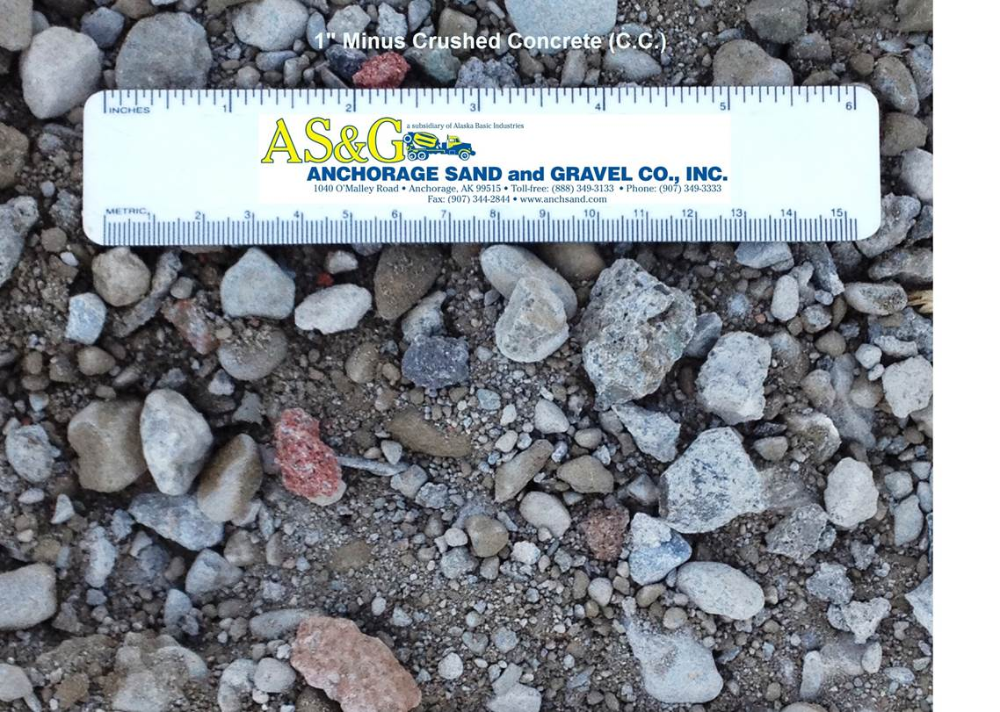 1" Minus Crushed Concrete (C.C.)
INCHES 1 2 3 4 5 6
AS&G a subsidiary of Alaska Basic Industries
ANCHORAGE SAND and GRAVEL CO., INC.
1040 O'Malley Road • Anchorage, AK 99515 • Toll-free: (888) 349-3133 • Phone: (907) 349-3333
Fax: (907) 344-2844 • www.anchsand.com
METRIC 1 2 3 4 5 6 7 8 9 10 11 12 13 14 15